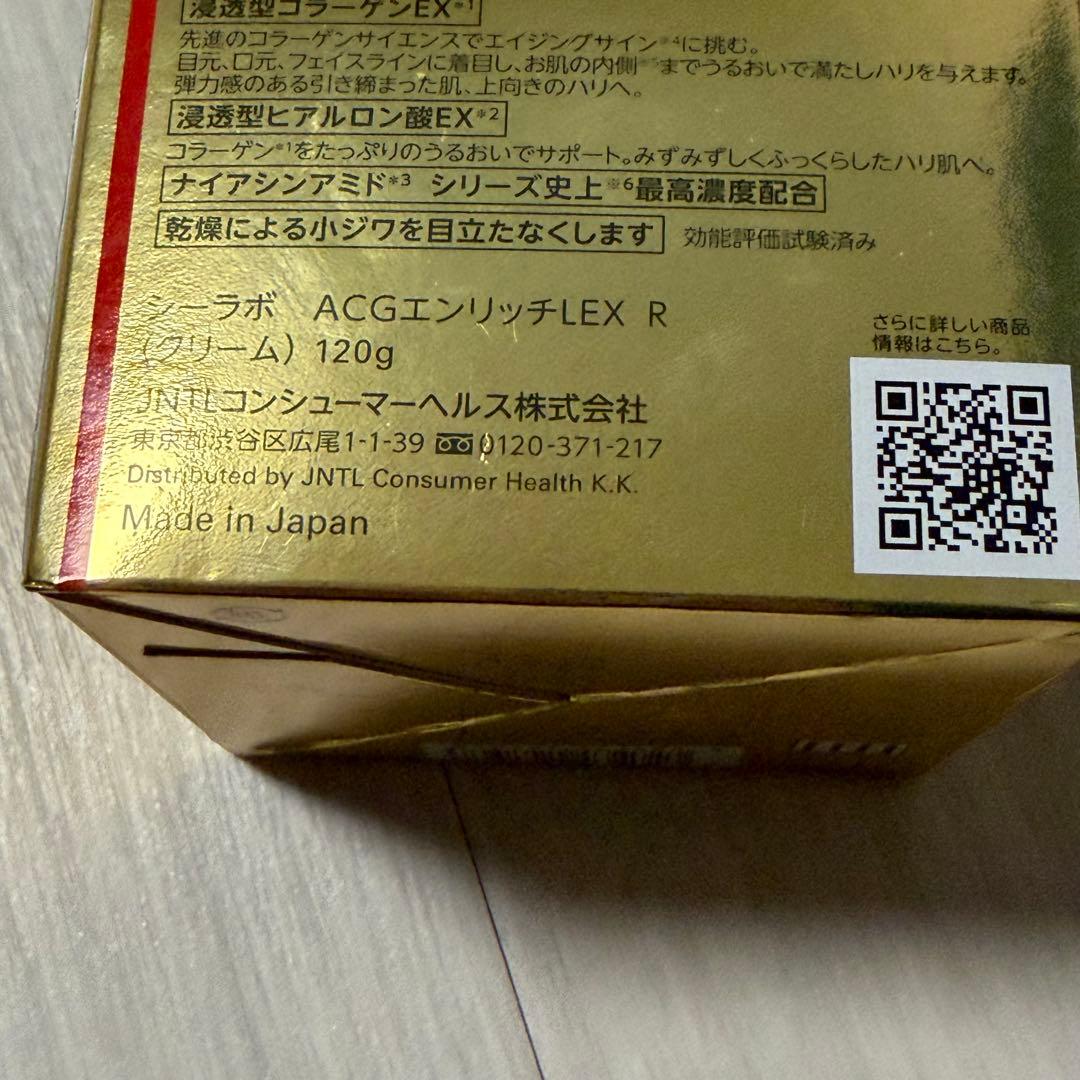 浸透型コラーゲンEX※1
先進のコラーゲンサイエンスでエイジングサイン※4に挑む。
目元、口元、フェイスラインに着目し、お肌の内側※5までうるおいで満たしハリを与えます。
弾力感のある引き締まった肌、上向きのハリへ。
浸透型ヒアルロン酸EX※2
コラーゲン※1をたっぷりのうるおいでサポート。みずみずしくふっくらしたハリ肌へ。
ナイアシンアミド※3 シリーズ史上※6最高濃度配合
乾燥による小ジワを目立たなくします 効能評価試験済み
シーラボ ACGエンリッチLEX R
（クリーム）120g
JNTLコンシューマーヘルス株式会社
東京都渋谷区広尾1-1-39 0120-371-217
Distributed by JNTL Consumer Health K.K.
Made in Japan
さらに詳しい商品
情報はこちら。